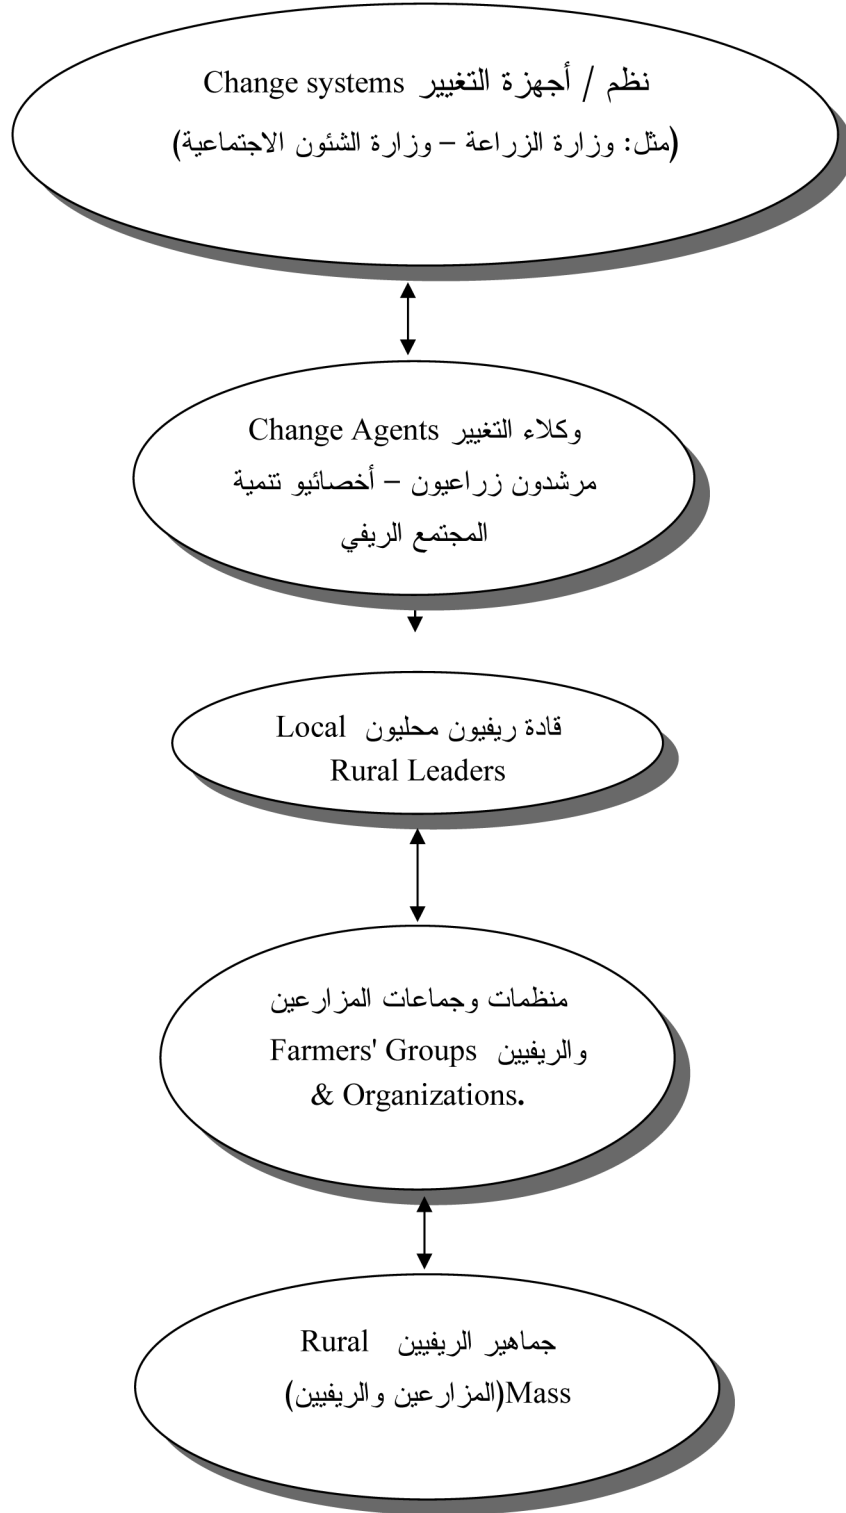 نظم / أجهزة التغيير Change systems
(مثل: وزارة الزراعة – وزارة الشئون الاجتماعية)
وكلاء التغيير Change Agents
مرشدون زراعيون – أخصائيو تنمية
المجتمع الريفي
قادة ريفيون محليون Local
Rural Leaders
منظمات وجماعات المزارعين
والريفيين Farmers' Groups
& Organizations.
جماهير الريفيين Rural
Mass(المزارعين والريفيين)